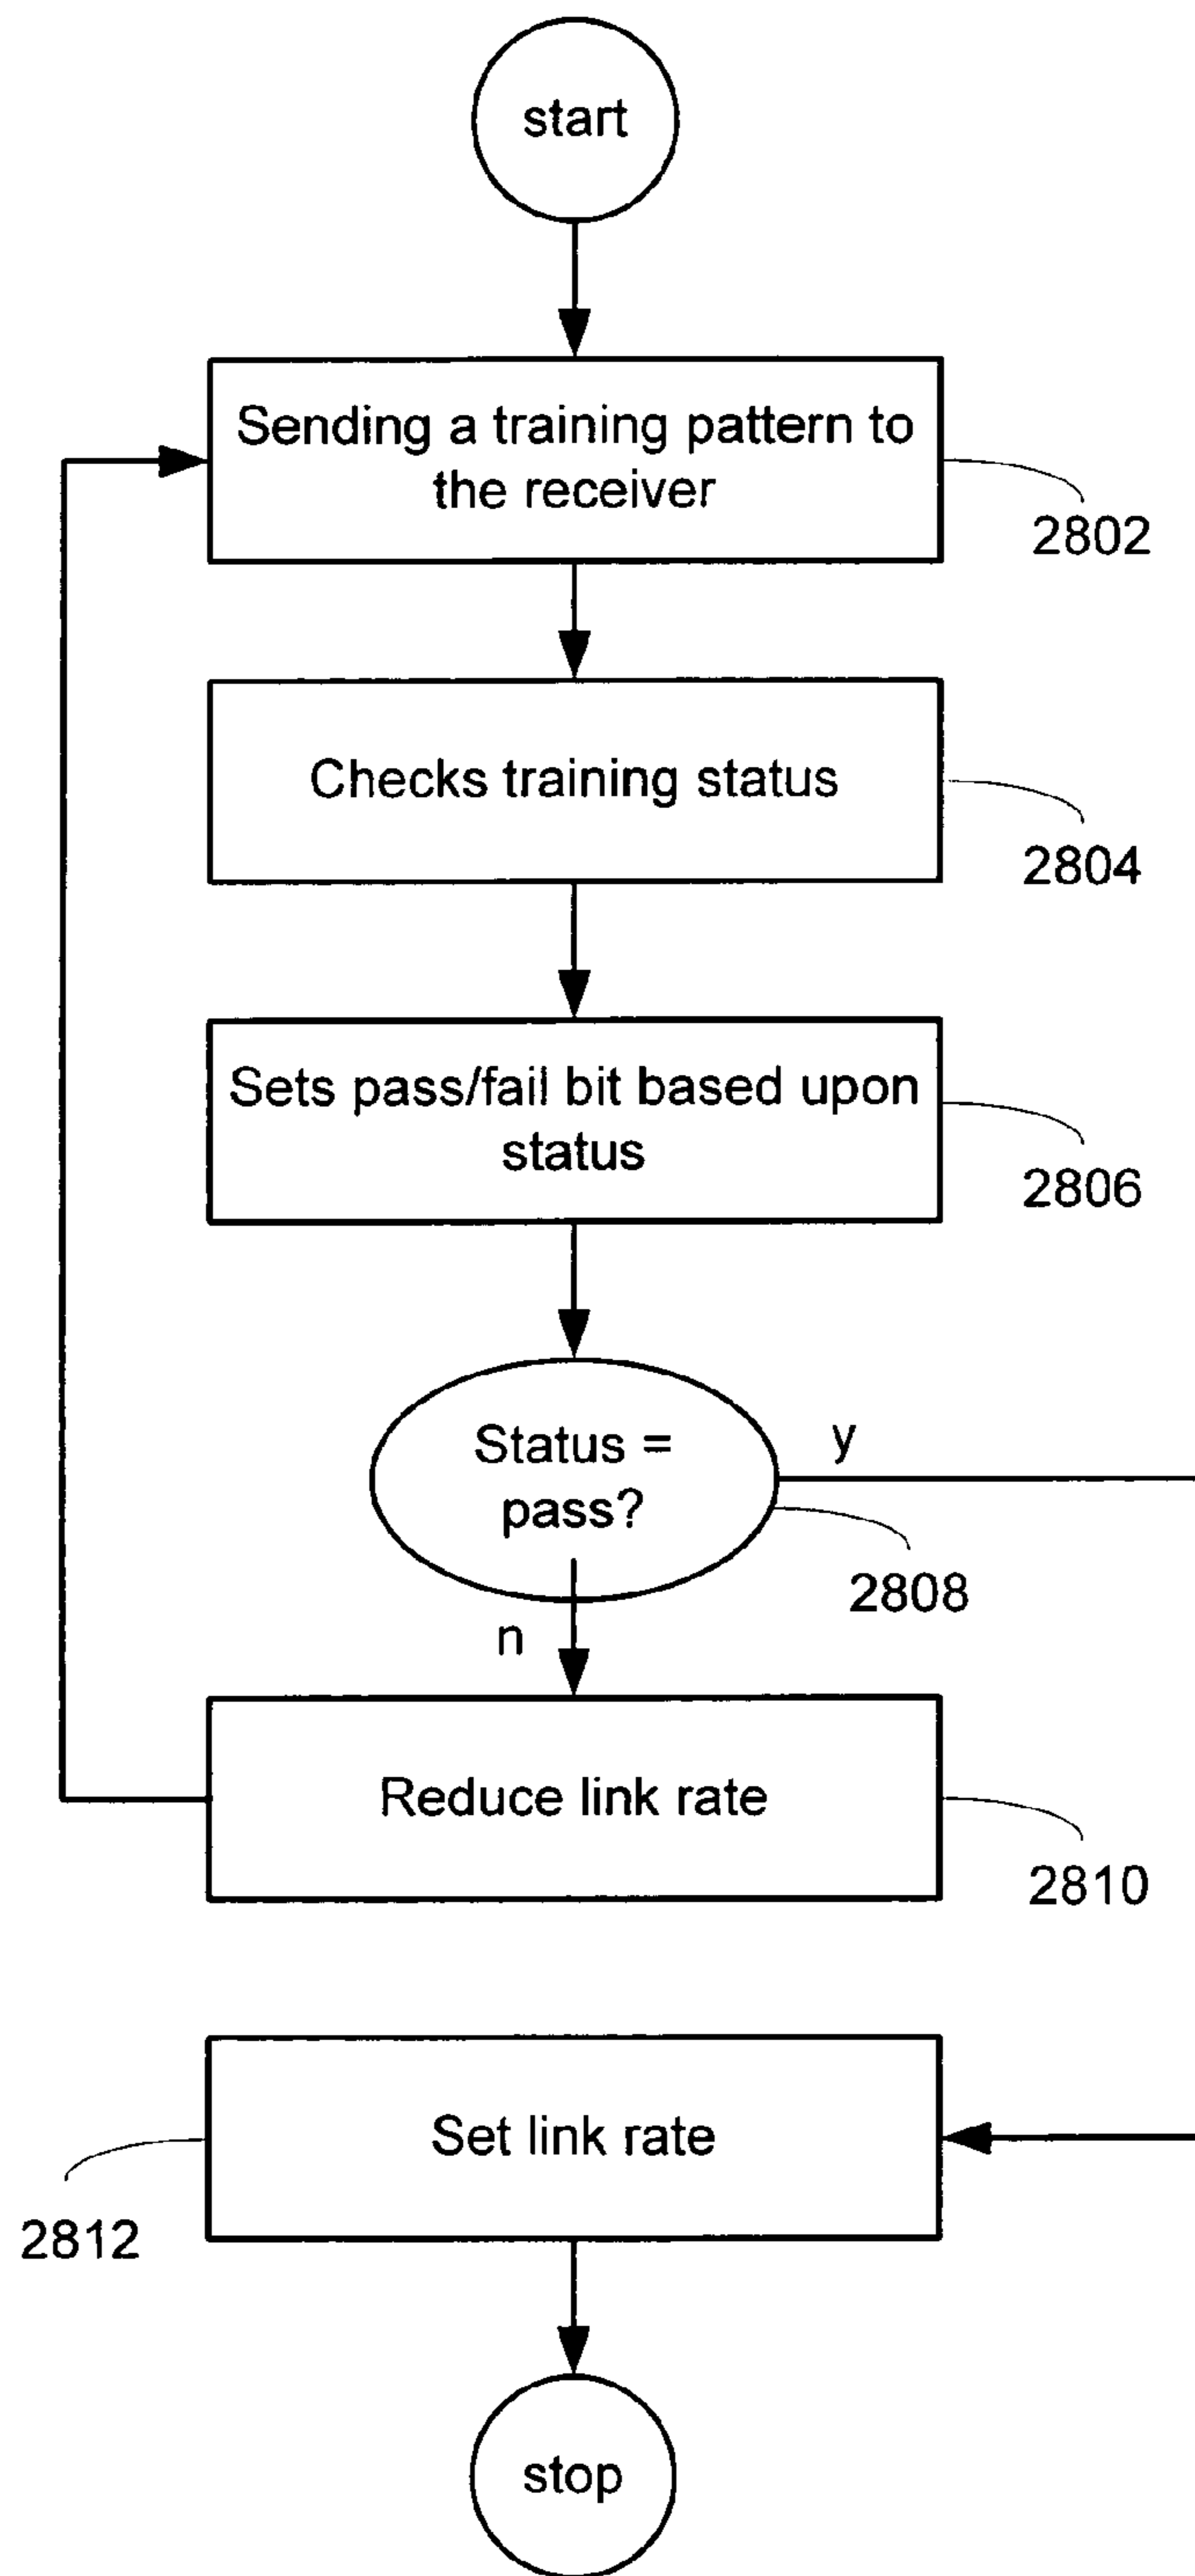 start
Sending a training pattern to
the receiver
2802
Checks training status
2804
Sets pass/fail bit based upon
status
2806
Status =
pass?
y
2808
n
Reduce link rate
2810
Set link rate
2812
stop